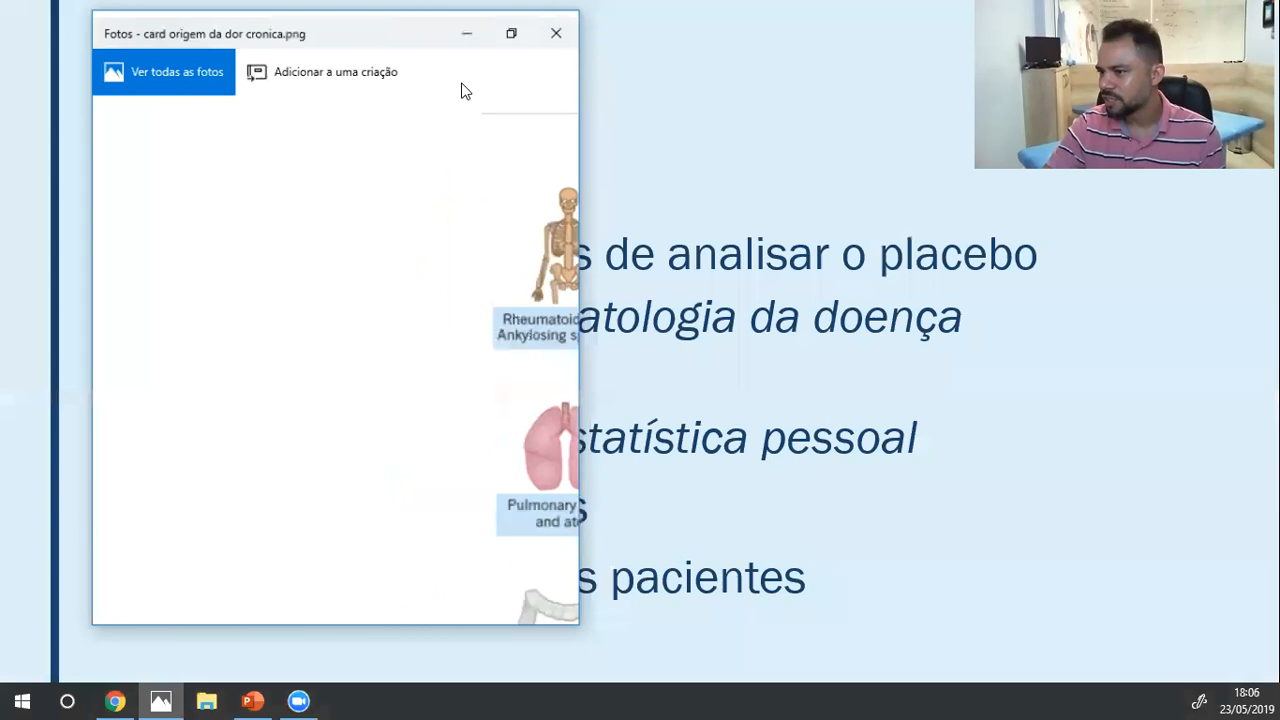 Fotos - card origem da dor cronica.png
Ver todas as fotos
Adicionar a uma criação
de analisar o placebo
atologia da doença
Rheumatoid
Ankylosing s
statística pessoal
Pulmonary
and at
s
s pacientes
18:06
23/05/2019